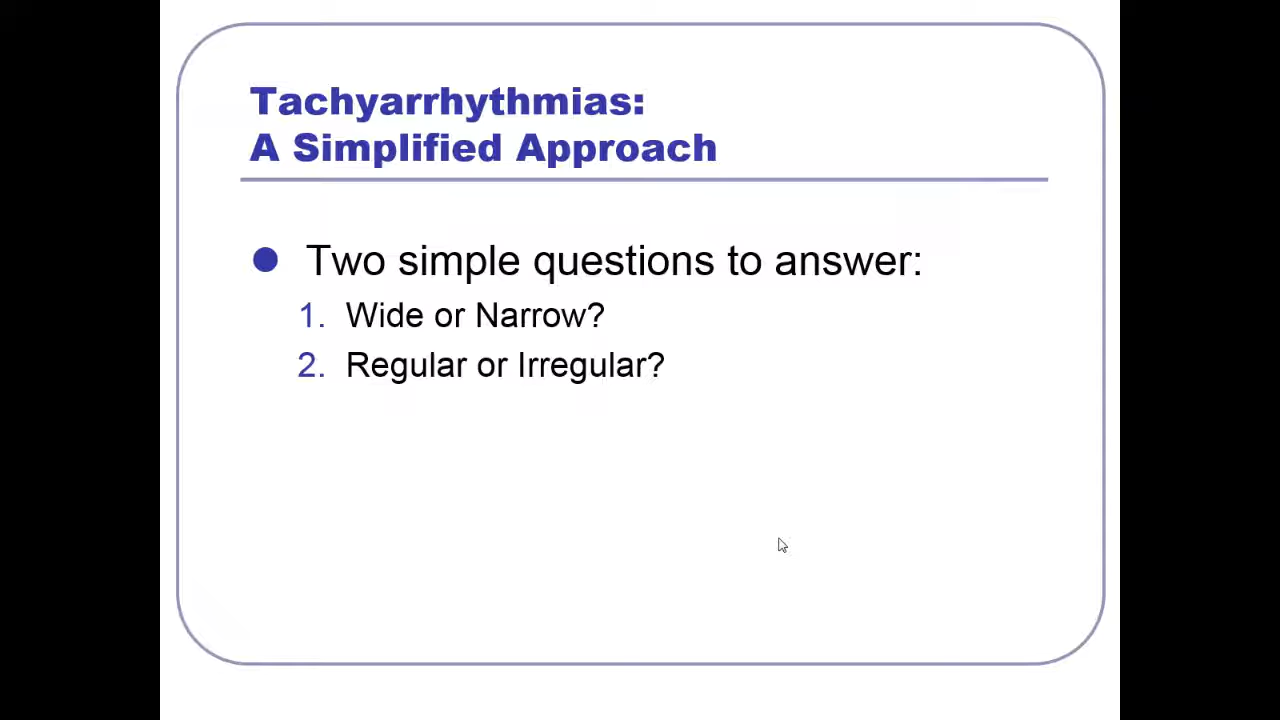 Tachyarrhythmias:
A Simplified Approach
Two simple questions to answer:
1. Wide or Narrow?
2. Regular or Irregular?